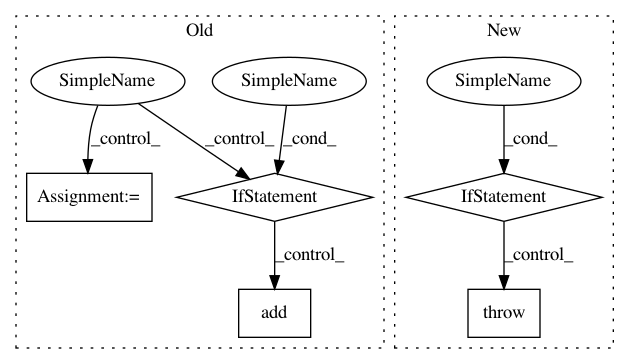 Old
New
SimpleName
SimpleName
SimpleName
_control_
_control_
_cond_
_cond_
Assignment:=
IfStatement
IfStatement
_control_
_control_
add
throw